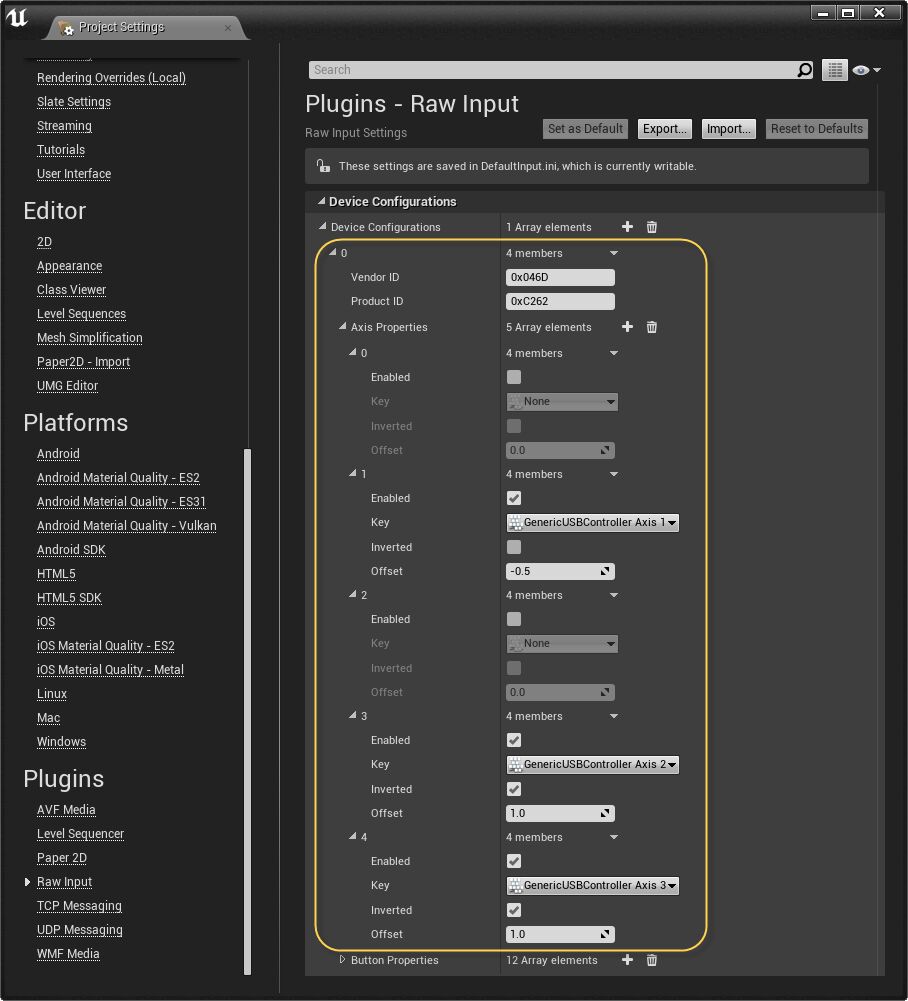 Project Settings
Rendering Overrides (Local)
Slate Settings
Streaming
Tutorials
User Interface
Editor
2D
Appearance
Class Viewer
Level Sequences
Mesh Simplification
Paper2D - Import
UMG Editor
Platforms
Android
Android Material Quality - ES2
Android Material Quality - ES31
Android Material Quality - Vulkan
Android SDK
HTML5
HTML5 SDK
iOS
iOS Material Quality - ES2
iOS Material Quality - Metal
Linux
Mac
Windows
Plugins
AVF Media
Level Sequencer
Paper 2D
Raw Input
TCP Messaging
UDP Messaging
WMF Media
Search
Plugins - Raw Input
Raw Input Settings
Set as Default Export... Import... Reset to Defaults
These settings are saved in DefaultInput.ini, which is currently writable.
Device Configurations
Device Configurations 1 Array elements
0 4 members
Vendor ID 0x046D
Product ID 0xC262
Axis Properties 5 Array elements
0 4 members
Enabled
Key None
Inverted
Offset 0.0
1 4 members
Enabled
Key GenericUSBController Axis 1
Inverted
Offset -0.5
2 4 members
Enabled
Key None
Inverted
Offset 0.0
3 4 members
Enabled
Key GenericUSBController Axis 2
Inverted
Offset 1.0
4 4 members
Enabled
Key GenericUSBController Axis 3
Inverted
Offset 1.0
Button Properties 12 Array elements